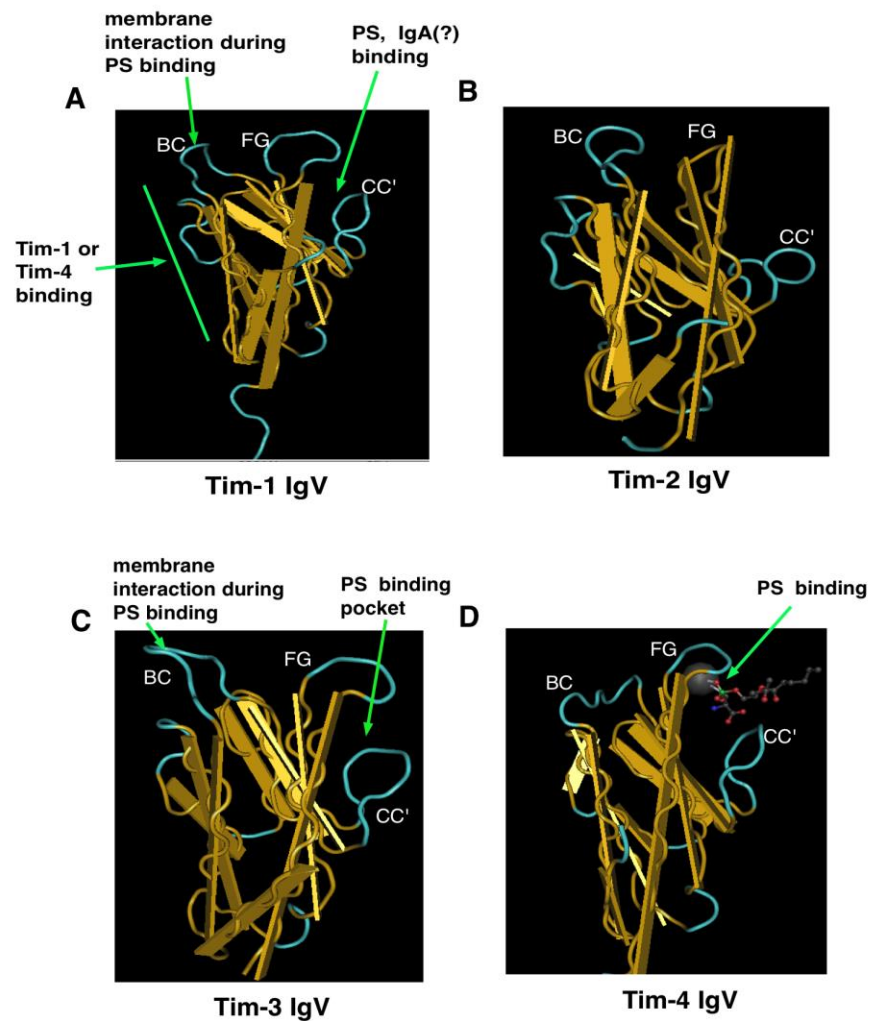 membrane
interaction during
PS binding
PS, IgA(?)
binding
A
BC
FG
CC'
Tim-1 or
Tim-4
binding
Tim-1 IgV
B
BC
FG
CC'
Tim-2 IgV
membrane
interaction during
PS binding
PS binding
pocket
C
BC
FG
CC'
Tim-3 IgV
PS binding
D
FG
BC
CC'
Tim-4 IgV